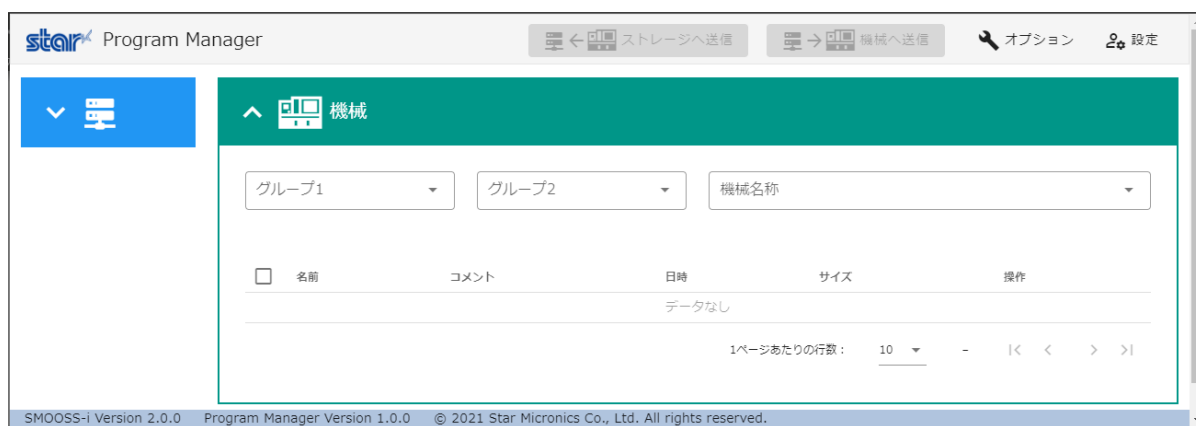 star Program Manager ストレージへ送信 機械へ送信 オプション 設定
機械
グループ1 グループ2 機械名称
名前 コメント 日時 サイズ 操作
データなし
1ページあたりの行数： 10 –
SMOOSS-i Version 2.0.0 Program Manager Version 1.0.0 © 2021 Star Micronics Co., Ltd. All rights reserved.